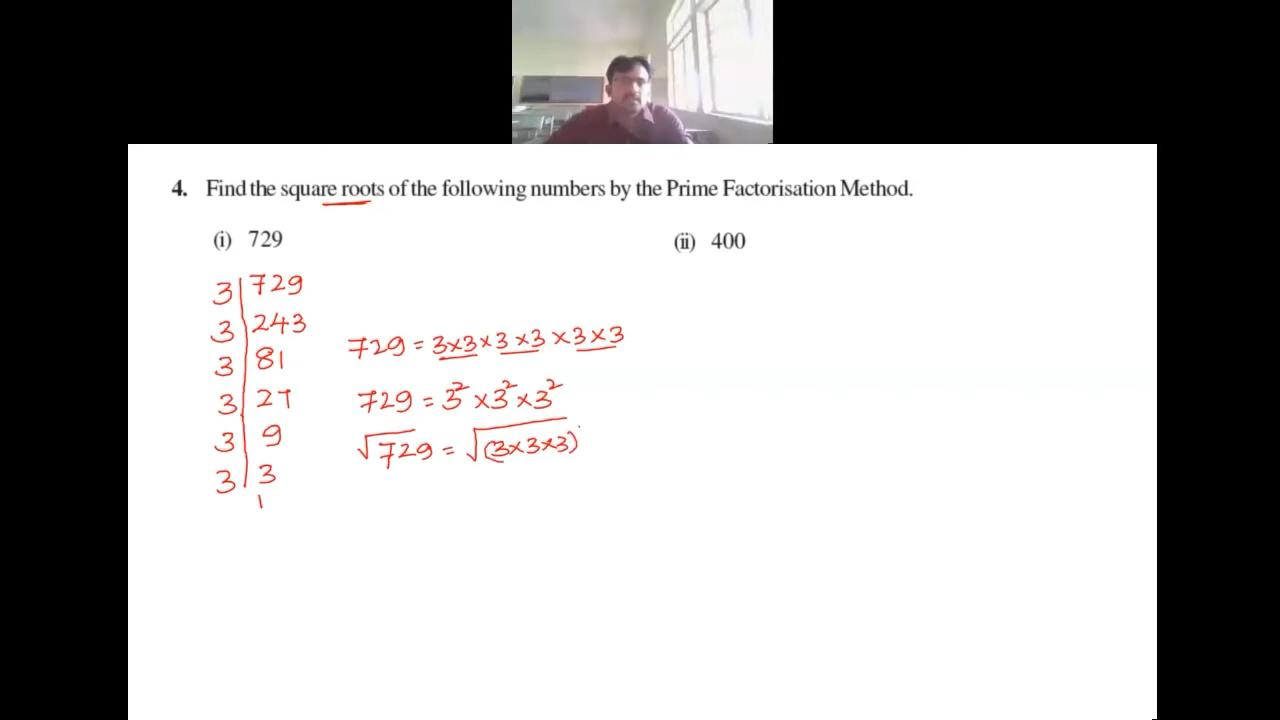 4. Find the square roots of the following numbers by the Prime Factorisation Method.
(i) 729
(ii) 400
3 | 729
3 | 243
3 | 81
3 | 27
3 | 9
3 | 3
1
729 = 3×3×3×3×3×3
729 = 3² × 3² × 3²
√729 = √(3×3×3)